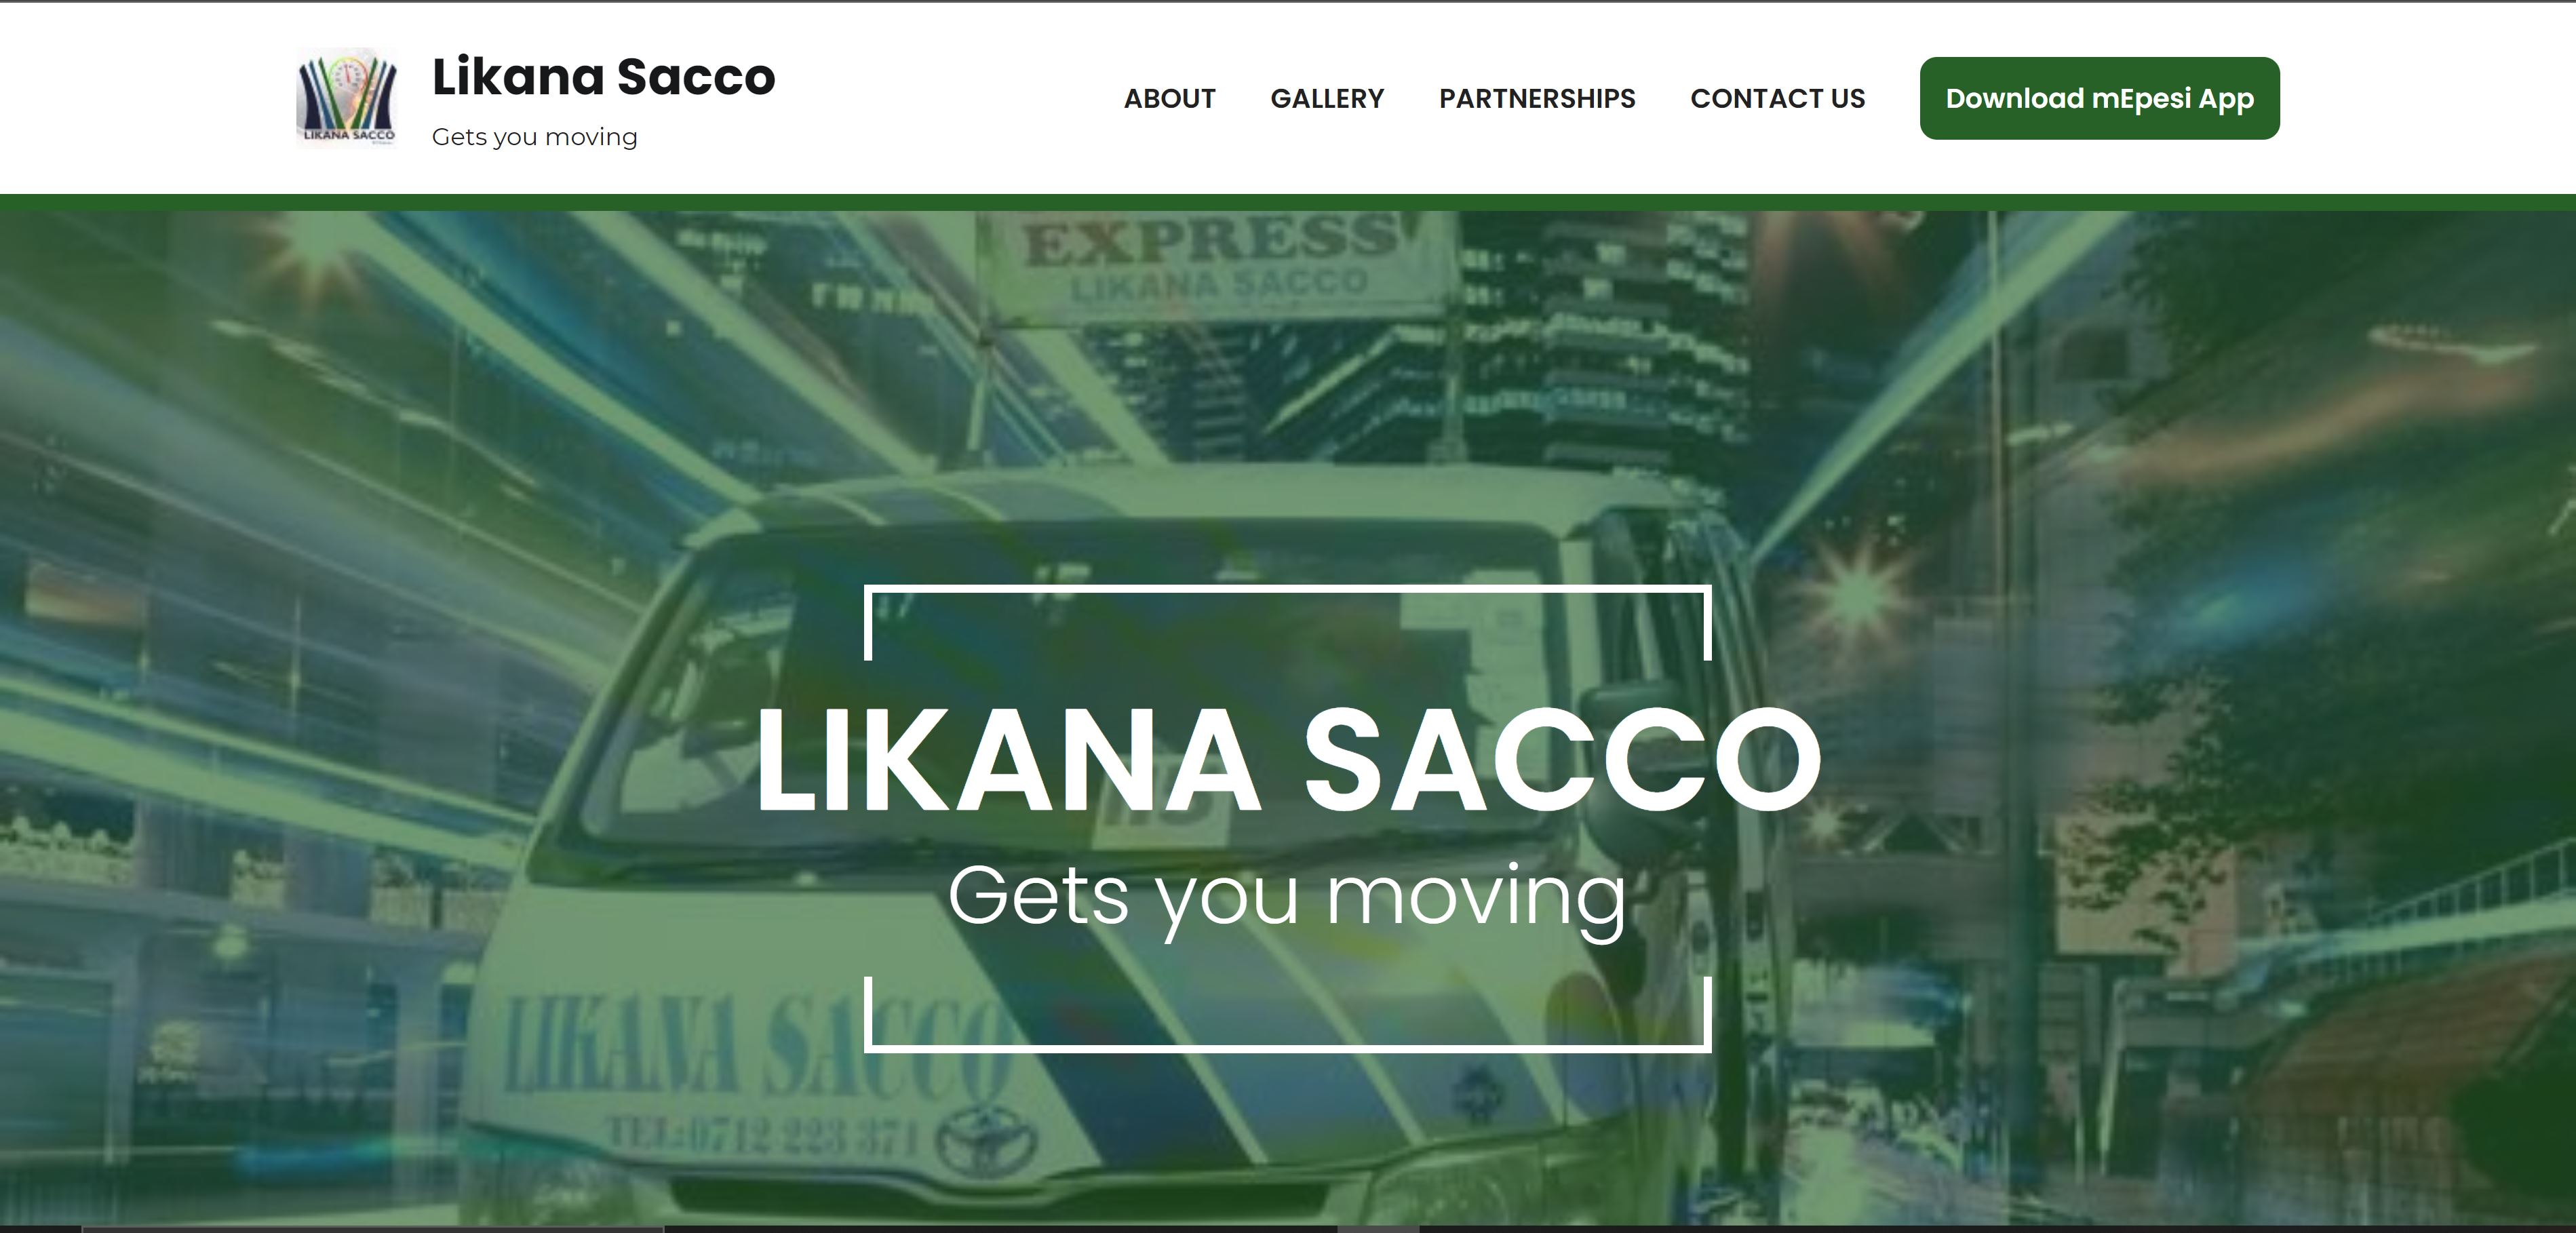 Likana Sacco
Gets you moving
LIKANA SACCO
ABOUT
GALLERY
PARTNERSHIPS
CONTACT US
Download mEpesi App
EXPRESS
LIKANA SACCO
LIKANA SACCO
Gets you moving
LIKANA SACCO
TEL:0712 223 371